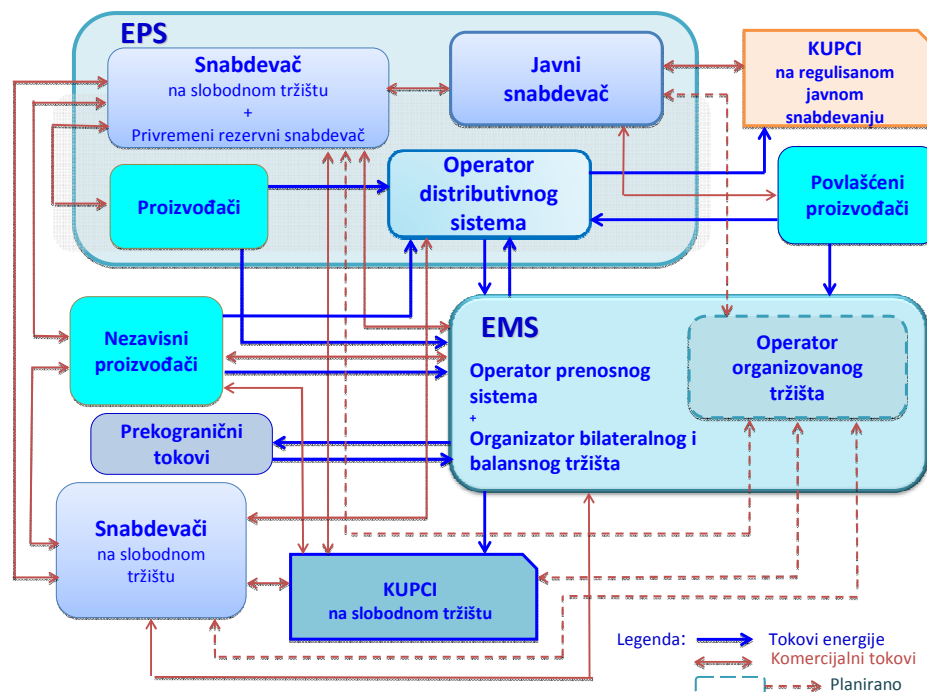 EPS
Snabdevač
na slobodnom tržištu
+
Privremeni rezervni snabdevač
Javni
snabdevač
KUPCI
na regulisanom
javnom
snabdevanju
Proizvođači
Operator
distributivnog
sistema
Povlašćeni
proizvođači
Nezavisni
proizvođači
EMS
Operator prenosnog
sistema
+
Organizator bilateralnog i
balansnog tržišta
Operator
organizovanog
tržišta
Prekogranični
tokovi
Snabdevači
na slobodnom
tržištu
KUPCI
na slobodnom tržištu
Legenda:
Tokovi energije
Komercijalni tokovi
Planirano